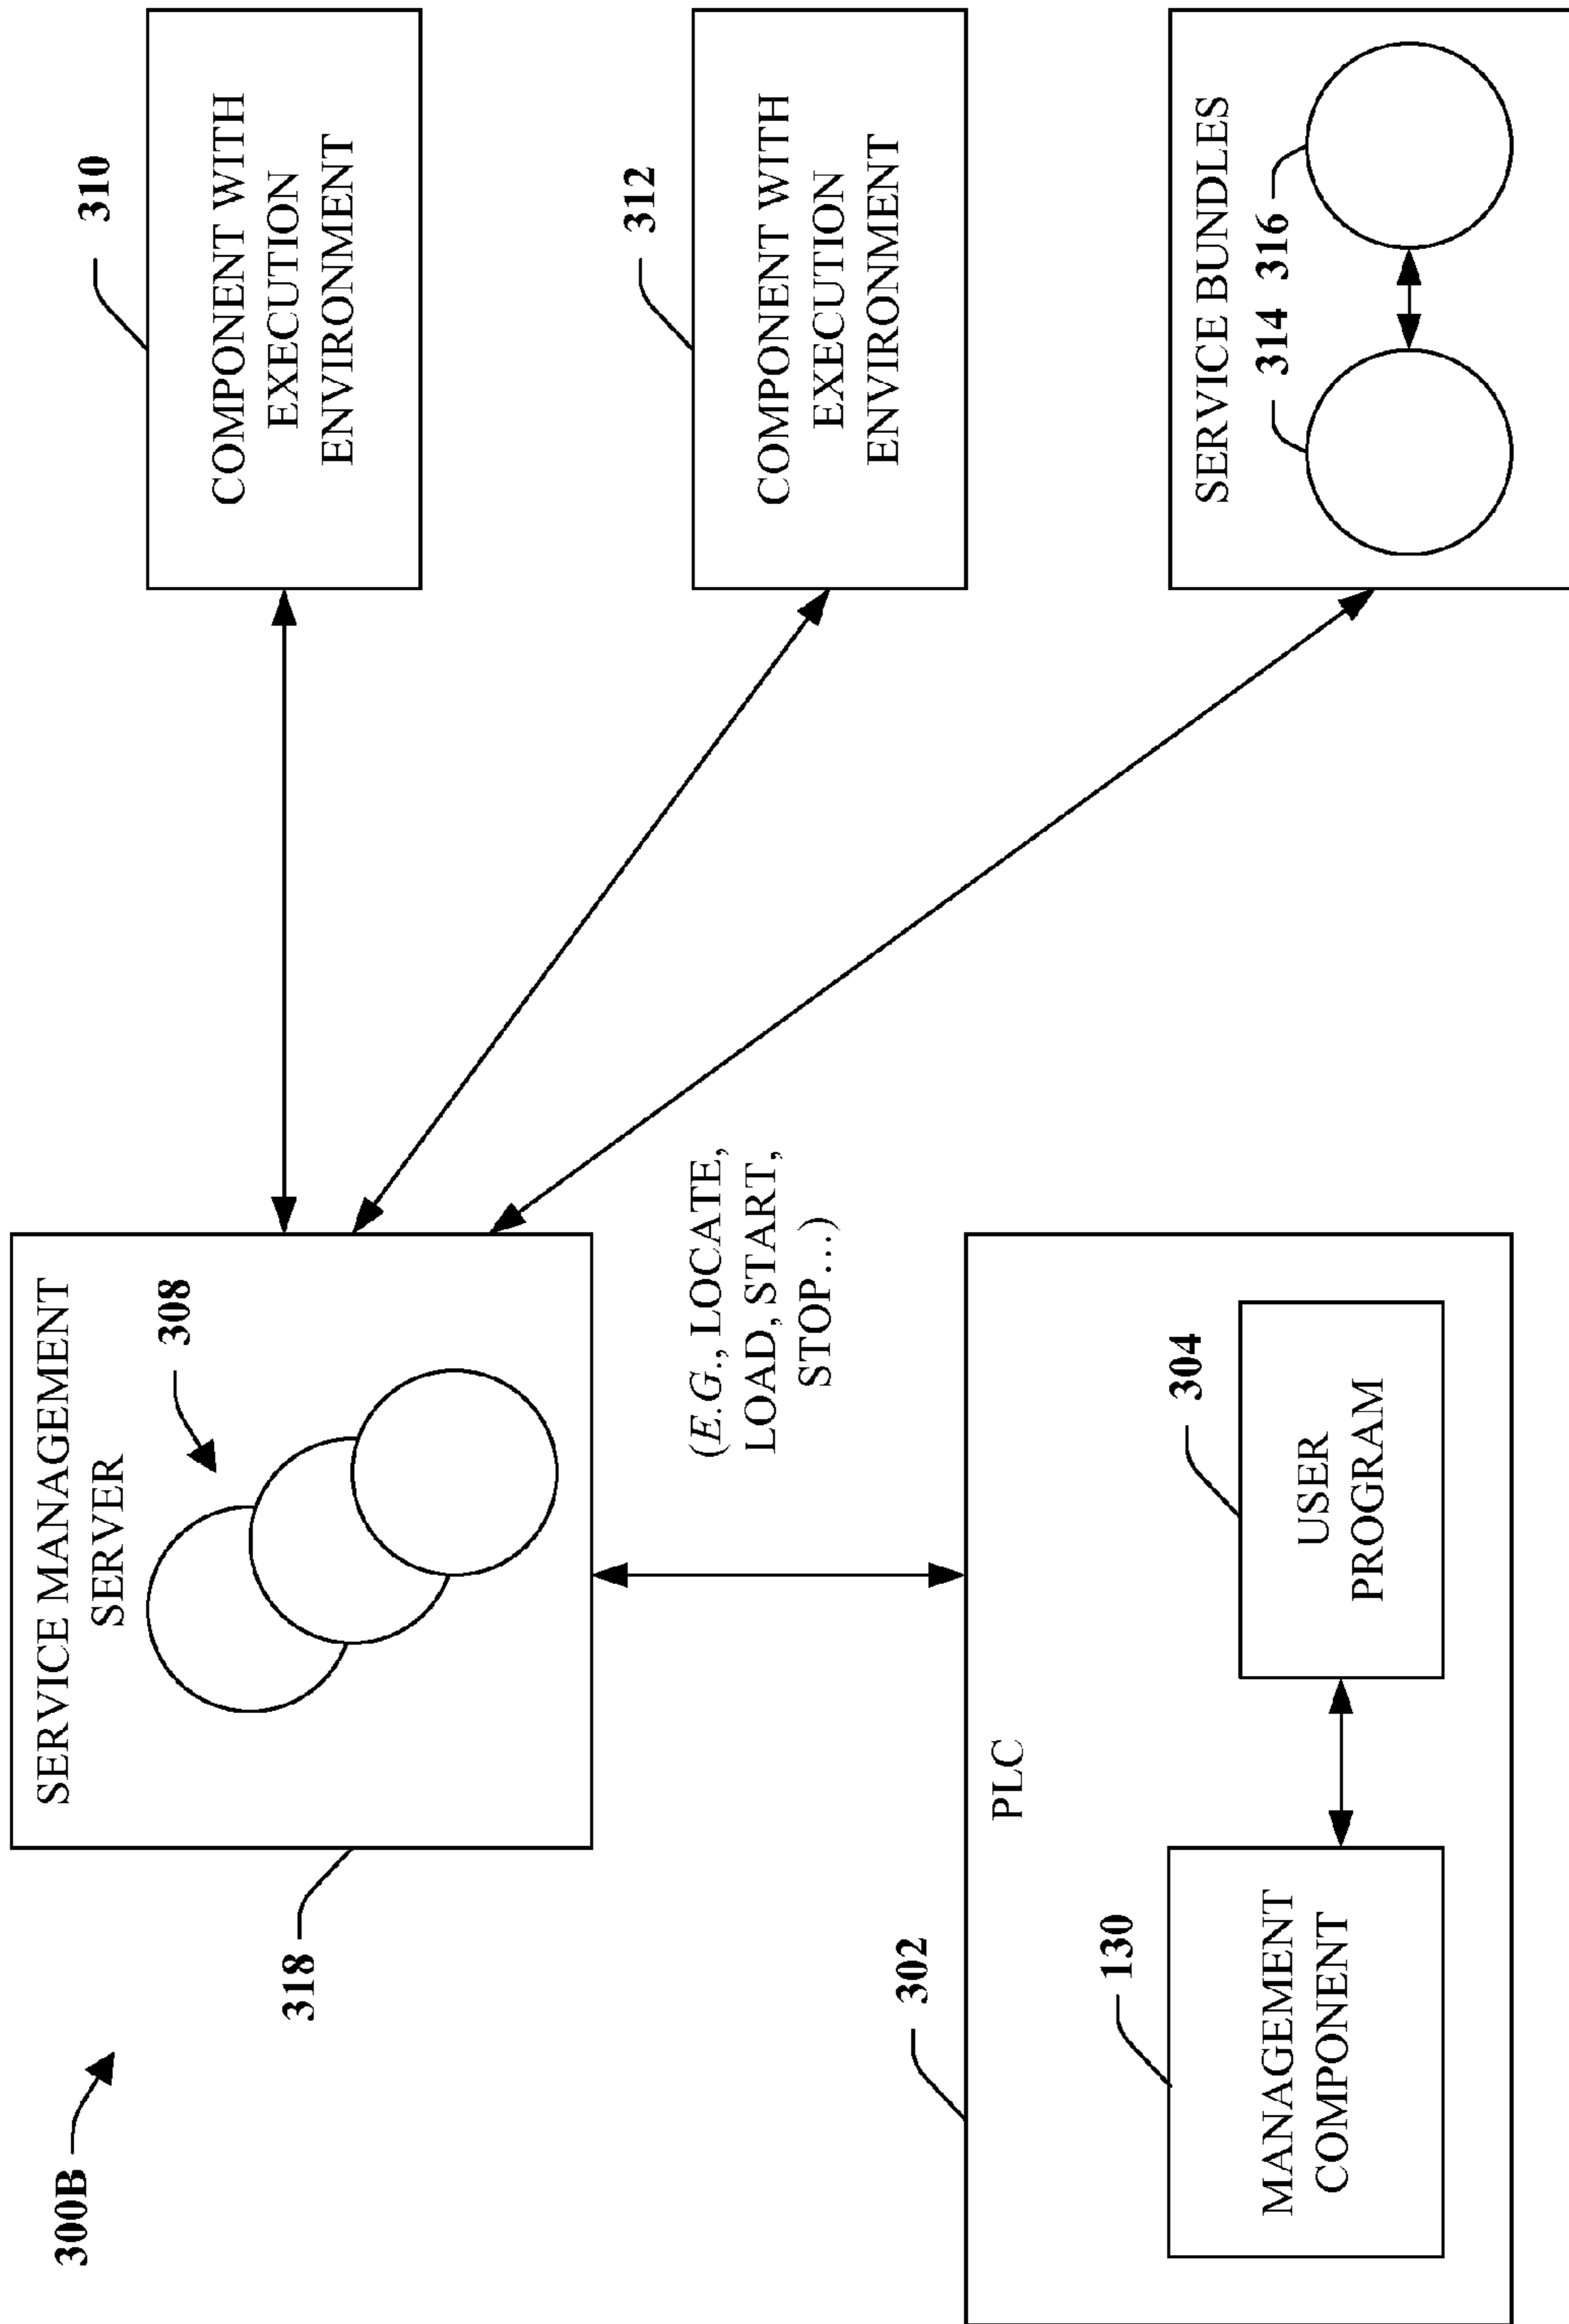 300B
318
SERVICE MANAGEMENT
SERVER
308
310
COMPONENT WITH
EXECUTION
ENVIRONMENT
312
COMPONENT WITH
EXECUTION
ENVIRONMENT
(E.G., LOCATE,
LOAD, START,
STOP...)
302
PLC
130
MANAGEMENT
COMPONENT
304
USER
PROGRAM
SERVICE BUNDLES
314 316